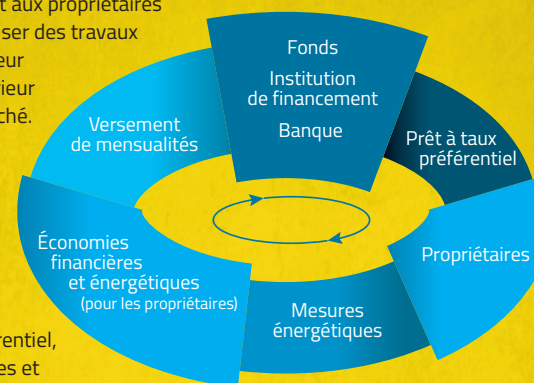 t aux propriétaires
ser des travaux
eur
rieur
ché.
Fonds
Institution
de financement
Banque
Prêt à taux
préférentiel
Propriétaires
Mesures
énergétiques
Économies
financières
et énergétiques
(pour les propriétaires)
Versement
de mensualités
rentiel,
es et